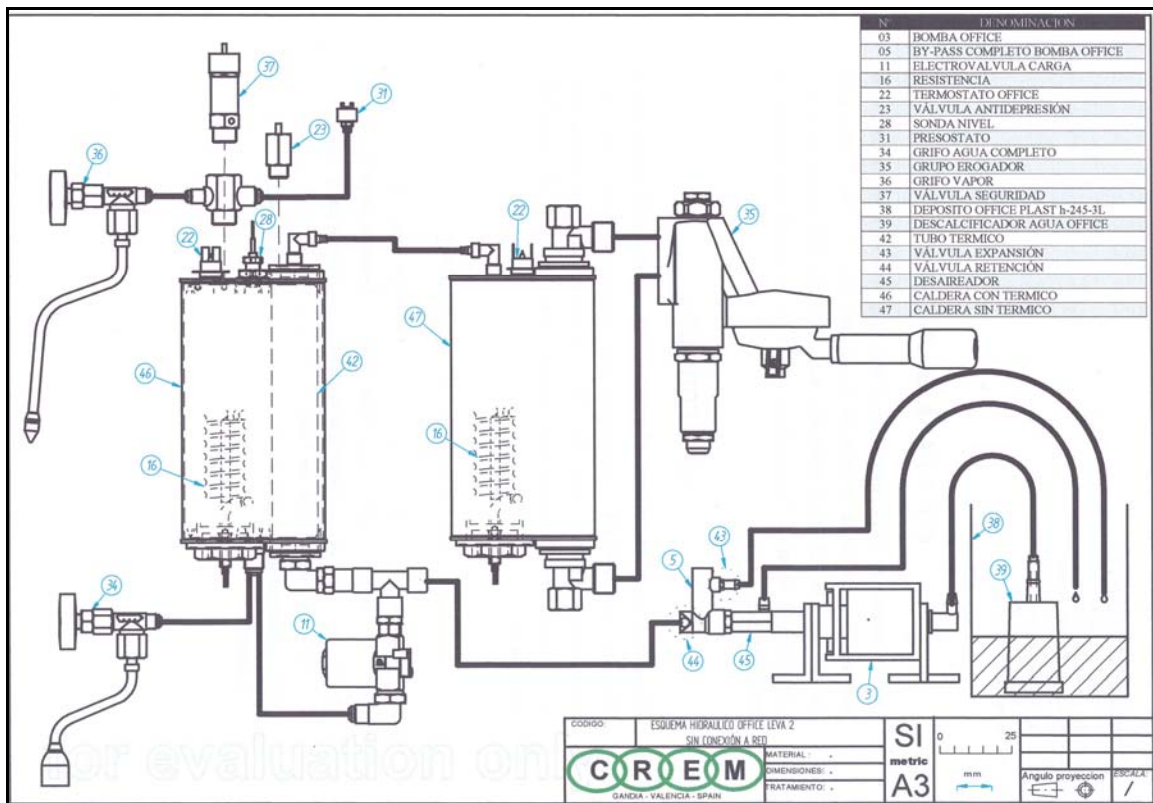 Nº DENOMINACION
03 BOMBA OFFICE
05 BY-PASS COMPLETO BOMBA OFFICE
11 ELECTROVALVULA CARGA
16 RESISTENCIA
22 TERMOSTATO OFFICE
23 VÁLVULA ANTIDEPRESIÓN
28 SONDA NIVEL
31 PRESOSTATO
34 GRIFO AGUA COMPLETO
35 GRUPO EROGADOR
36 GRIFO VAPOR
37 VÁLVULA SEGURIDAD
38 DEPOSITO OFFICE PLAST h-245-3L
39 DESCALCIFICADOR AGUA OFFICE
42 TUBO TERMICO
43 VÁLVULA EXPANSIÓN
44 VÁLVULA RETENCIÓN
45 DESAIREADOR
46 CALDERA CON TERMICO
47 CALDERA SIN TERMICO
37
31
23
36
22
28
22
35
47
46
42
16
16
43
38
5
39
34
11
44
45
3
for evaluation only
CODIGO:
ESQUEMA HIDRAULICO OFFICE LEVA 2
SIN CONEXIÓN A RED
CREM
GANDIA - VALENCIA - SPAIN
MATERIAL : .
DIMENSIONES: .
TRATAMIENTO: .
SI
metric
A3
0 25
mm
Angulo proyeccion
ESCALA:
/